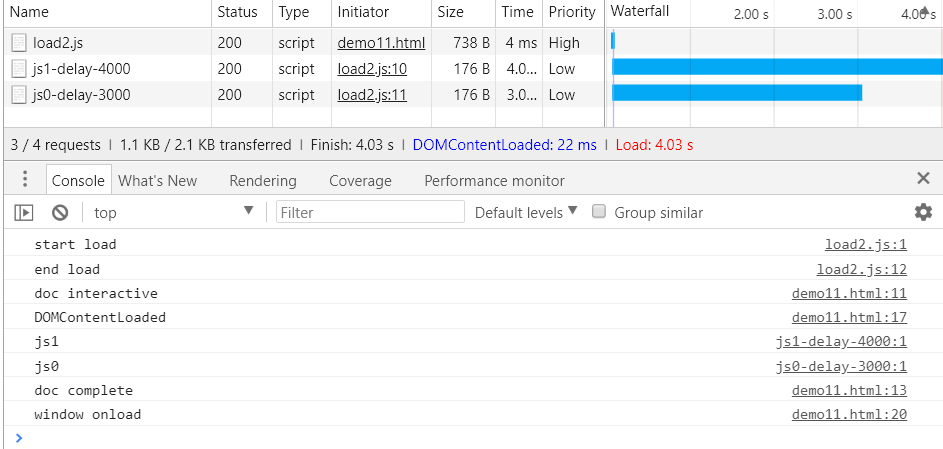 Name Status Type Initiator Size Time Priority Waterfall 2.00 s 3.00 s 4.00 s
load2.js 200 script demo11.html 738 B 4 ms High
js1-delay-4000 200 script load2.js:10 176 B 4.0... Low
js0-delay-3000 200 script load2.js:11 176 B 3.0... Low
3 / 4 requests | 1.1 KB / 2.1 KB transferred | Finish: 4.03 s | DOMContentLoaded: 22 ms | Load: 4.03 s
Console What's New Rendering Coverage Performance monitor
top Filter Default levels Group similar
start load load2.js:1
end load load2.js:12
doc interactive demo11.html:11
DOMContentLoaded demo11.html:17
js1 js1-delay-4000:1
js0 js0-delay-3000:1
doc complete demo11.html:13
window onload demo11.html:20